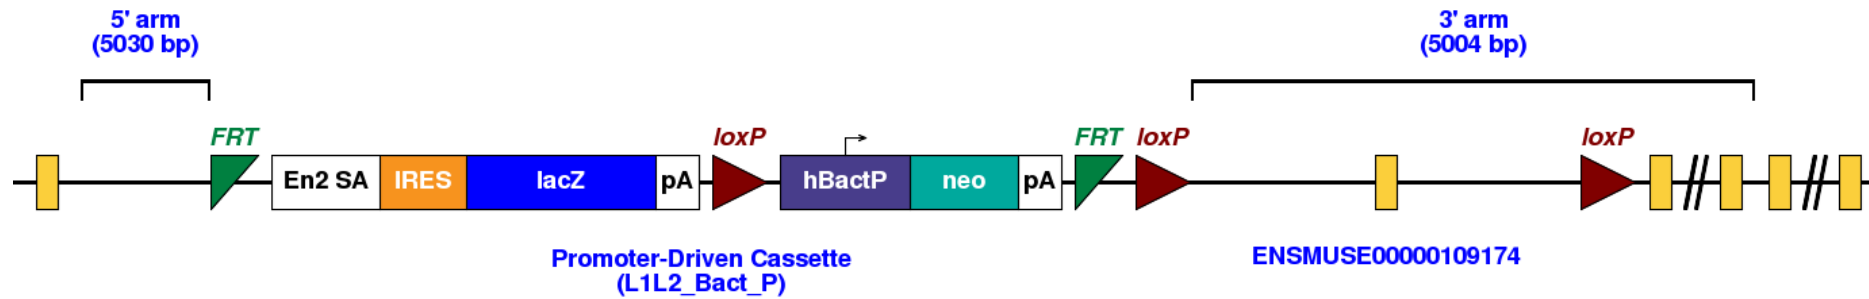 5' arm
(5030 bp)
3' arm
(5004 bp)
FRT
loxP
FRT
loxP
loxP
En2 SA
IRES
lacZ
pA
hBactP
neo
pA
Promoter-Driven Cassette
(L1L2_Bact_P)
ENSMUSE00000109174